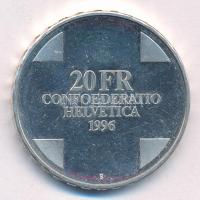 20 FR
CONFOEDERATIO
HELVETICA
1996
B